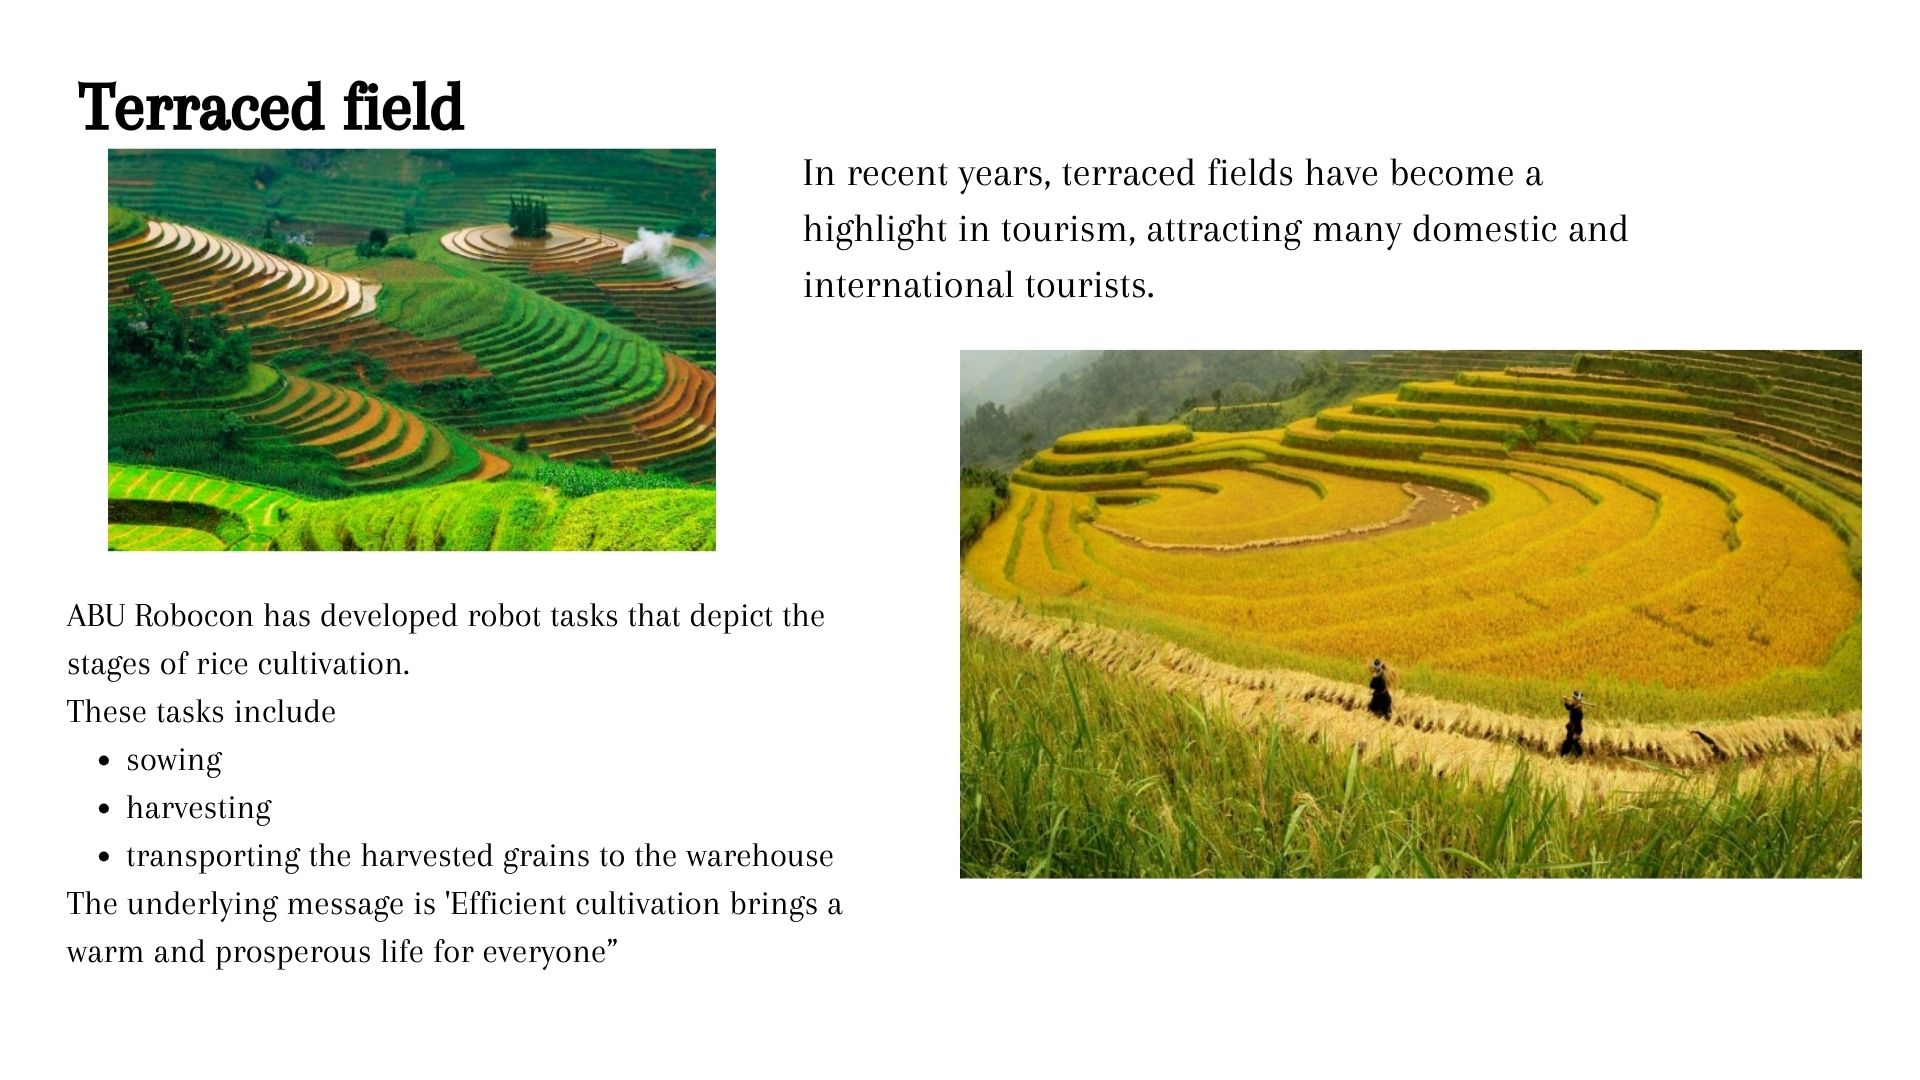 Terraced field
In recent years, terraced fields have become a
highlight in tourism, attracting many domestic and
international tourists.
ABU Robocon has developed robot tasks that depict the
stages of rice cultivation.
These tasks include
• sowing
• harvesting
• transporting the harvested grains to the warehouse
The underlying message is 'Efficient cultivation brings a
warm and prosperous life for everyone”